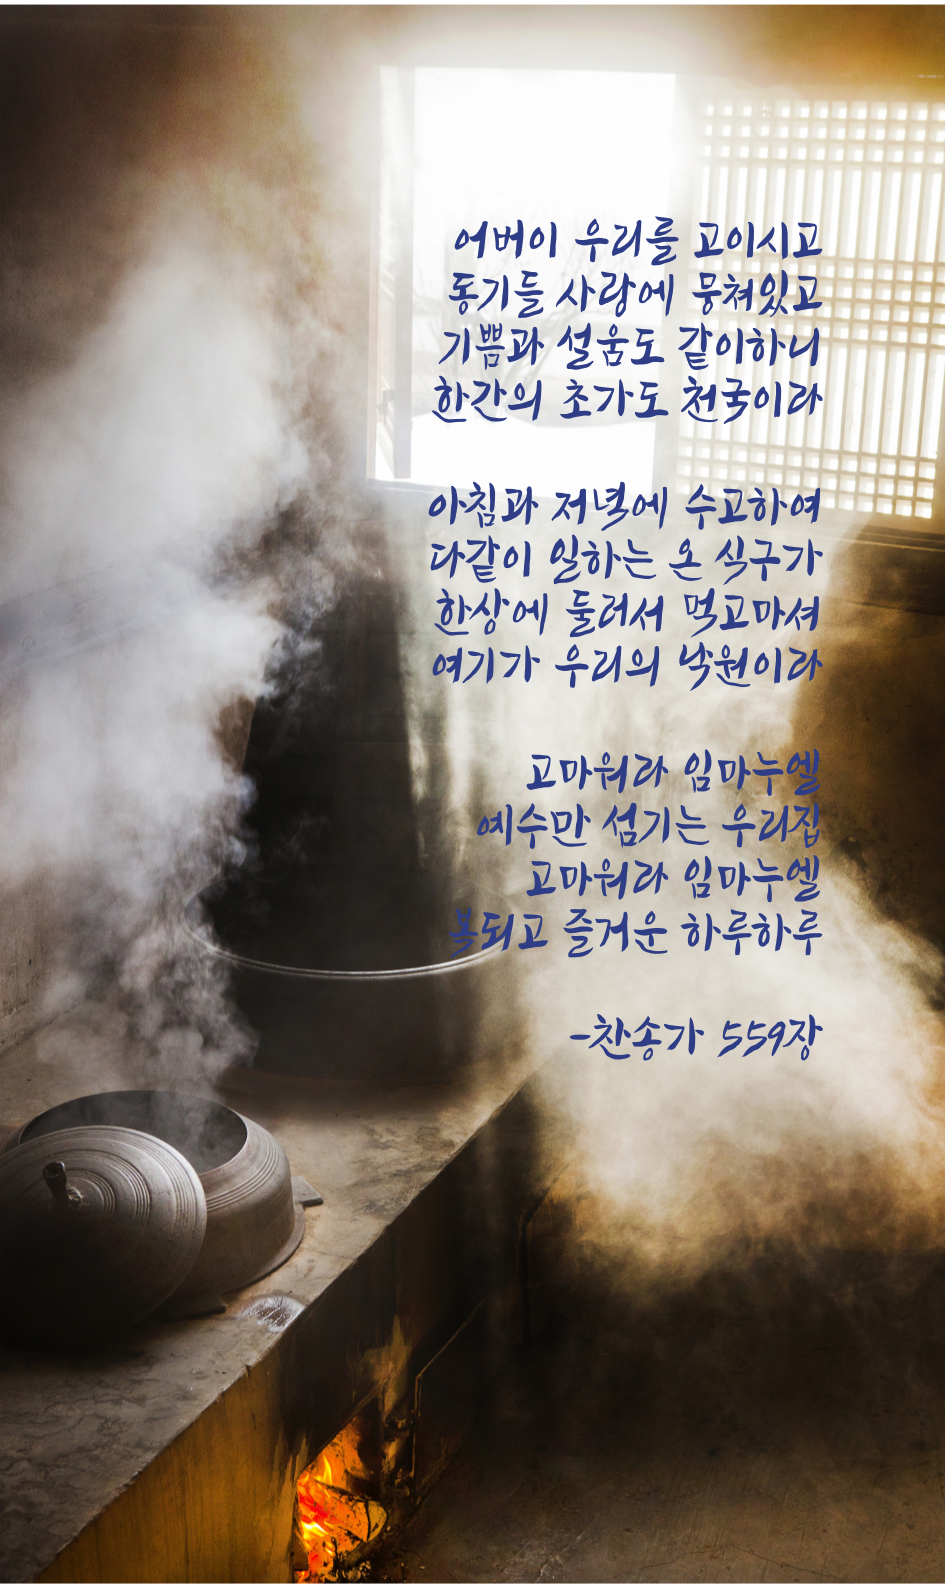 어버이 우리를 고이시고
동기들 사랑에 뭉쳐있고
기쁨과 설움도 같이하니
한간의 초가도 천국이라
아침과 저녁에 수고하여
다같이 일하는 온 식구가
한상에 둘러서 먹고마셔
여기가 우리의 낙원이라
고마워라 임마누엘
예수만 섬기는 우리집
고마워라 임마누엘
복되고 즐거운 하루하루
-찬송가 559장